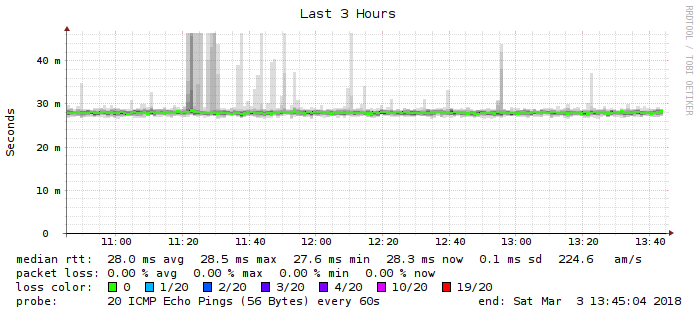 Last 3 Hours
RRDTOOL / TOBI OETIKER
Seconds
40 m
30 m
20 m
10 m
0
11:00 11:20 11:40 12:00 12:20 12:40 13:00 13:20 13:40
median rtt: 28.0 ms avg 28.5 ms max 27.6 ms min 28.3 ms now 0.1 ms sd 224.6 am/s
packet loss: 0.00 % avg 0.00 % max 0.00 % min 0.00 % now
loss color: 0 1/20 2/20 3/20 4/20 10/20 19/20
probe: 20 ICMP Echo Pings (56 Bytes) every 60s end: Sat Mar 3 13:45:04 2018